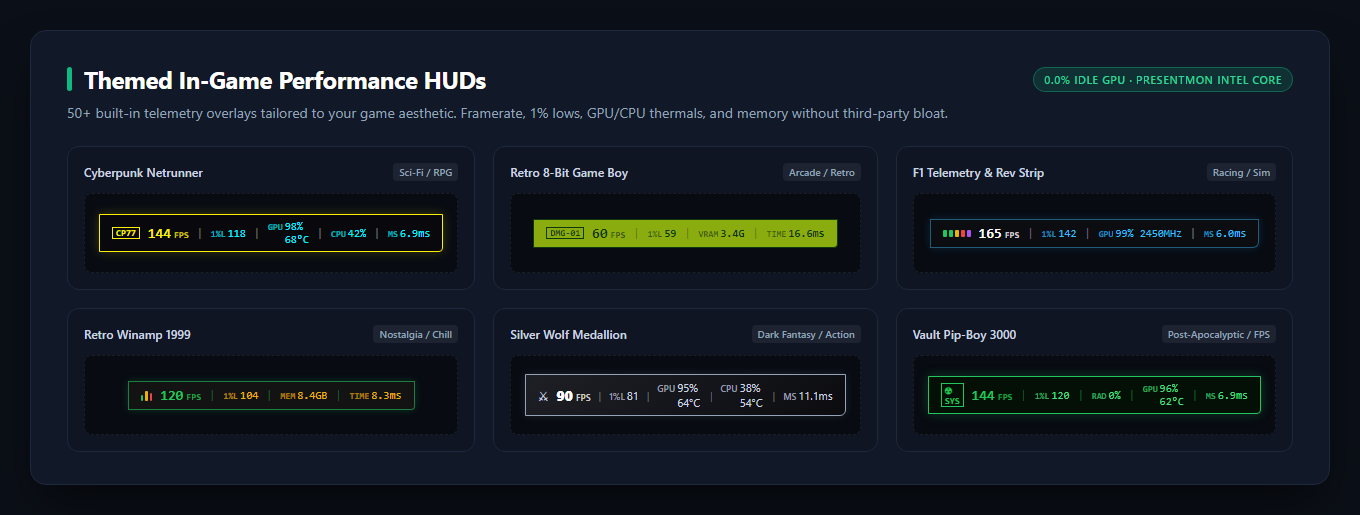 Themed In-Game Performance HUDs
0.0% IDLE GPU · PRESENTMON INTEL CORE
50+ built-in telemetry overlays tailored to your game aesthetic. Framerate, 1% lows, GPU/CPU thermals, and memory without third-party bloat.
Cyberpunk Netrunner
Sci-Fi / RPG
CP77 144 FPS | 1%L 118 | GPU 98% 68°C | CPU 42% | MS 6.9ms
Retro 8-Bit Game Boy
Arcade / Retro
DMG-01 60 FPS | 1%L 59 | VRAM 3.4G | TIME 16.6ms
F1 Telemetry & Rev Strip
Racing / Sim
165 FPS | 1%L 142 | GPU 99% 2450MHz | MS 6.0ms
Retro Winamp 1999
Nostalgia / Chill
120 FPS | 1%L 104 | MEM 8.4GB | TIME 8.3ms
Silver Wolf Medallion
Dark Fantasy / Action
⚔ 90 FPS | 1%L 81 | GPU 95% 64°C | CPU 38% 54°C | MS 11.1ms
Vault Pip-Boy 3000
Post-Apocalyptic / FPS
☢ SYS 144 FPS | 1%L 120 | RAD 0% | GPU 96% 62°C | MS 6.9ms